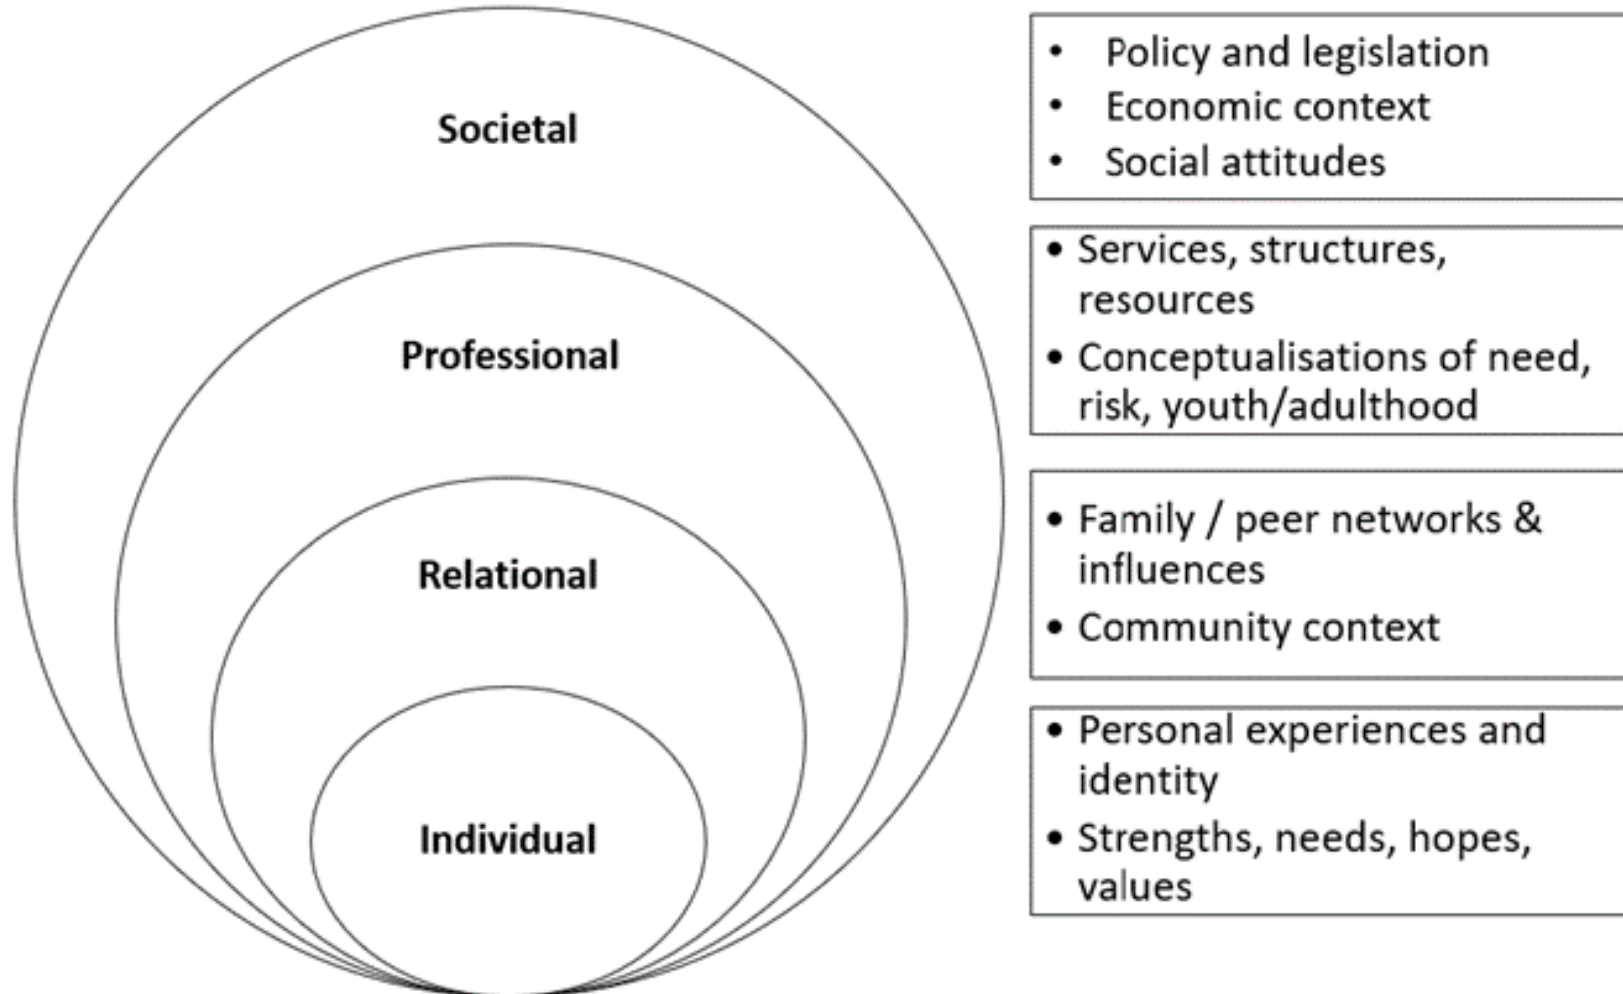 Societal
• Policy and legislation
• Economic context
• Social attitudes
Professional
• Services, structures,
resources
• Conceptualisations of need,
risk, youth/adulthood
Relational
• Family / peer networks &
influences
• Community context
Individual
• Personal experiences and
identity
• Strengths, needs, hopes,
values